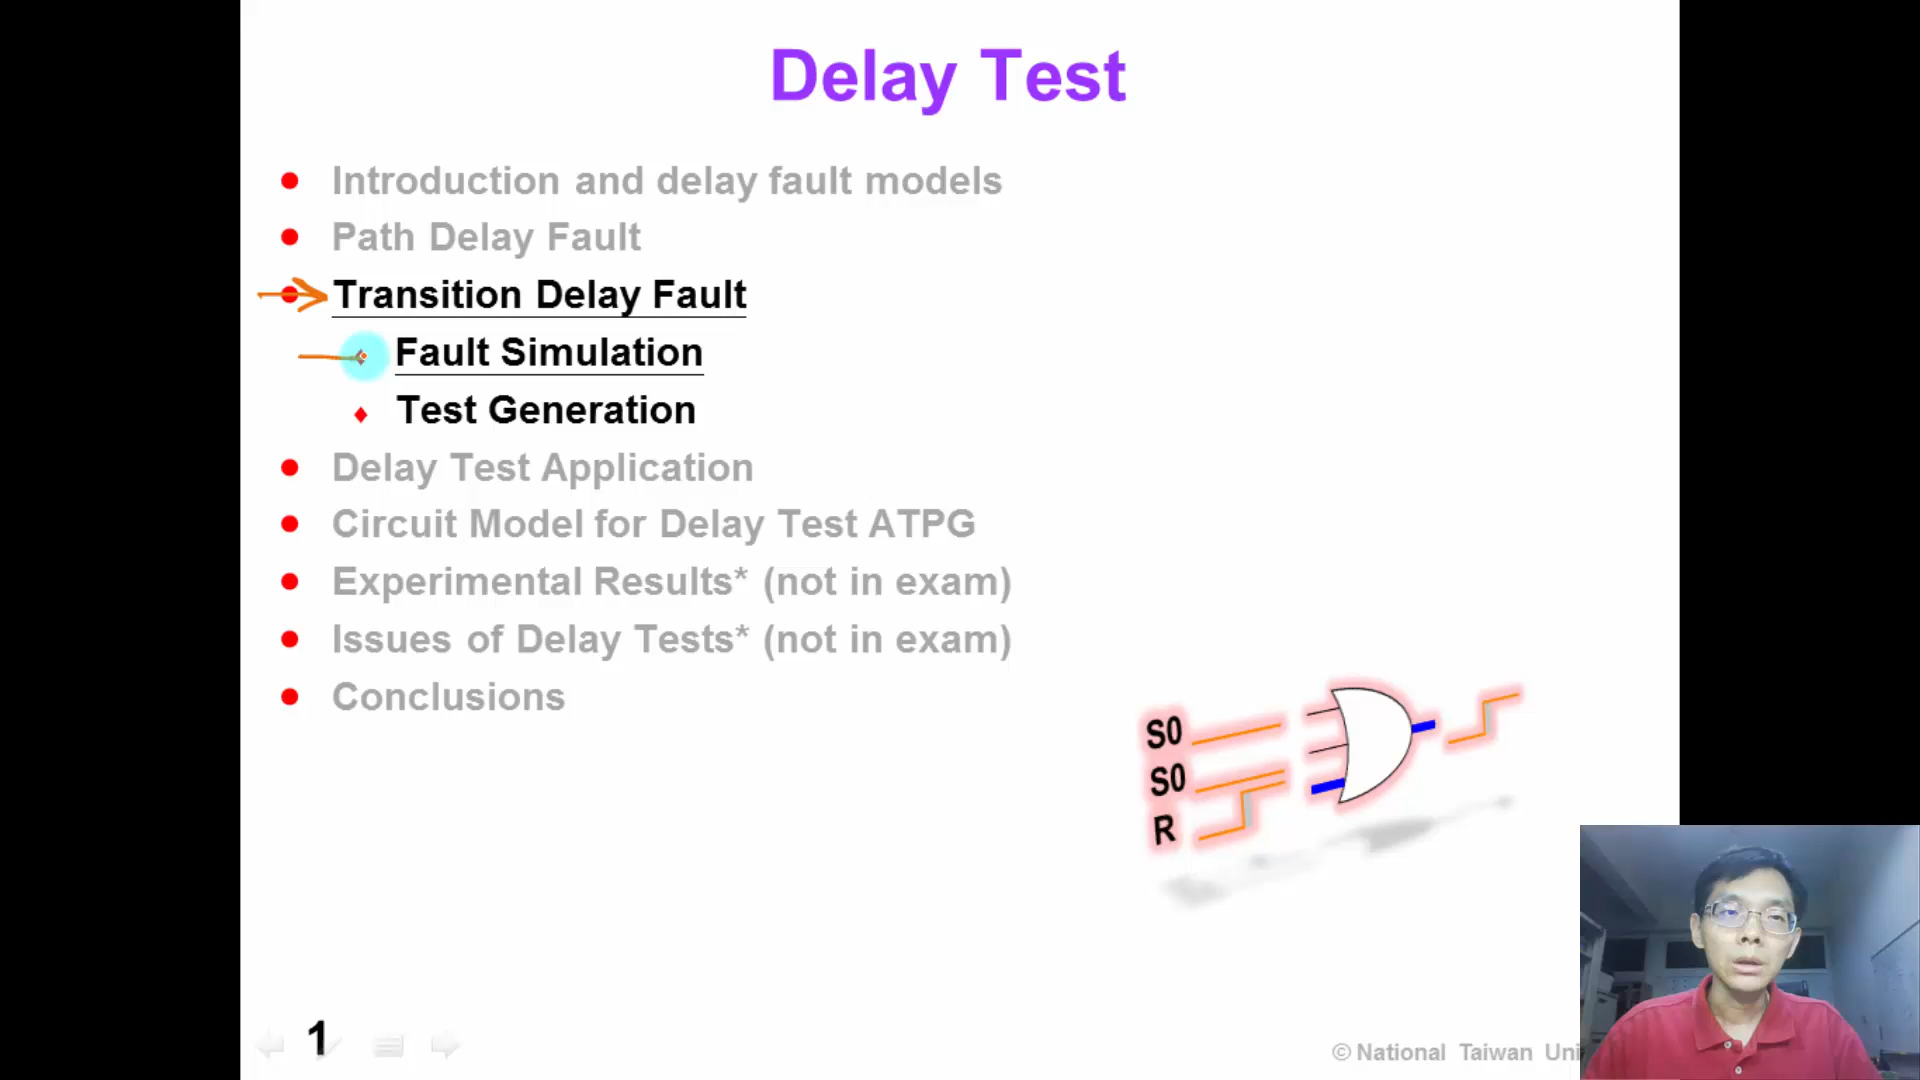 Delay Test
Introduction and delay fault models
Path Delay Fault
Transition Delay Fault
Fault Simulation
Test Generation
Delay Test Application
Circuit Model for Delay Test ATPG
Experimental Results* (not in exam)
Issues of Delay Tests* (not in exam)
Conclusions
S0
S0
R
1
© National Taiwan Uni